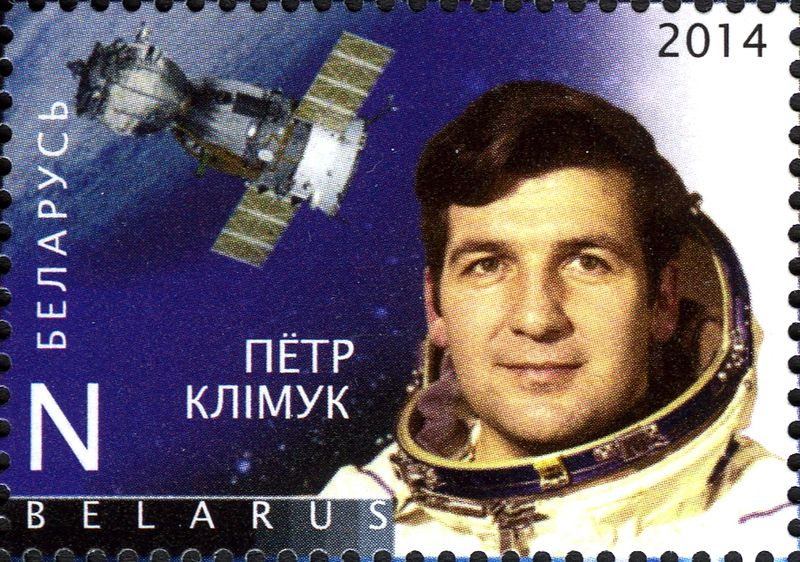 2014
БЕЛАРУСЬ
ПЁТР
КЛІМУК
N
BELARUS